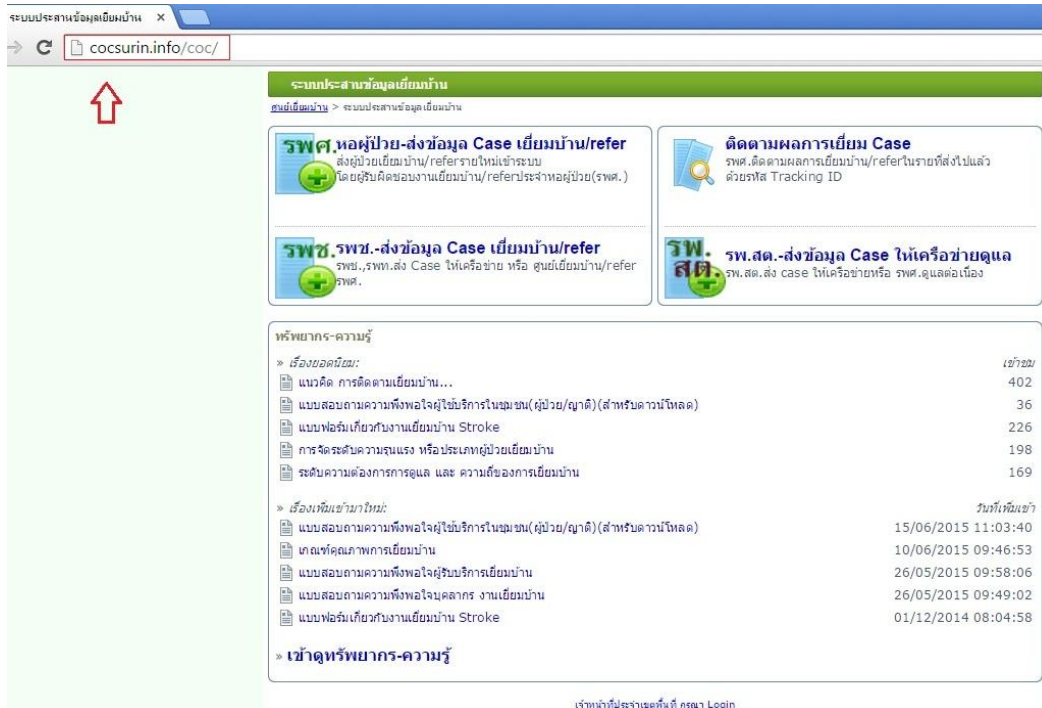 ระบบประสานข้อมูลเยี่ยมบ้าน
cocsurin.info/coc/
ระบบประสานข้อมูลเยี่ยมบ้าน
ศูนย์เยี่ยมบ้าน > ระบบประสานข้อมูลเยี่ยมบ้าน
รพศ.
หอผู้ป่วย-ส่งข้อมูล Case เยี่ยมบ้าน/refer
ส่งผู้ป่วยเยี่ยมบ้าน/referรายใหม่เข้าระบบ
โดยผู้รับผิดชอบงานเยี่ยมบ้าน/referประจำหอผู้ป่วย(รพศ.)
ติดตามผลการเยี่ยม Case
รพศ.ติดตามผลการเยี่ยมบ้าน/referในรายที่ส่งไปแล้ว
ด้วยรหัส Tracking ID
รพช.
รพช.-ส่งข้อมูล Case เยี่ยมบ้าน/refer
รพช.,รพท.ส่ง Case ให้เครือข่าย หรือ ศูนย์เยี่ยมบ้าน/refer
รพศ.
รพ.
สต.
รพ.สต.-ส่งข้อมูล Case ให้เครือข่ายดูแล
รพ.สต.ส่ง case ให้เครือข่ายหรือ รพศ.ดูแลต่อเนื่อง
ทรัพยากร-ความรู้
» เรื่องยอดนิยม: เข้าชม
แนวคิด การติดตามเยี่ยมบ้าน... 402
แบบสอบถามความพึงพอใจผู้ใช้บริการในชุมชน(ผู้ป่วย/ญาติ)(สำหรับดาวน์โหลด) 36
แบบฟอร์มเกี่ยวกับงานเยี่ยมบ้าน Stroke 226
การจัดระดับความรุนแรง หรือประเภทผู้ป่วยเยี่ยมบ้าน 198
ระดับความต้องการการดูแล และ ความถี่ของการเยี่ยมบ้าน 169
» เรื่องเพิ่มเข้ามาใหม่: วันที่เพิ่มเข้า
แบบสอบถามความพึงพอใจผู้ใช้บริการในชุมชน(ผู้ป่วย/ญาติ)(สำหรับดาวน์โหลด) 15/06/2015 11:03:40
เกณฑ์คุณภาพการเยี่ยมบ้าน 10/06/2015 09:46:53
แบบสอบถามความพึงพอใจผู้รับบริการเยี่ยมบ้าน 26/05/2015 09:58:06
แบบสอบถามความพึงพอใจบุคลากร งานเยี่ยมบ้าน 26/05/2015 09:49:02
แบบฟอร์มเกี่ยวกับงานเยี่ยมบ้าน Stroke 01/12/2014 08:04:58
» เข้าดูทรัพยากร-ความรู้
เจ้าหน้าที่ประจำเขตพื้นที่ กรุณา Login